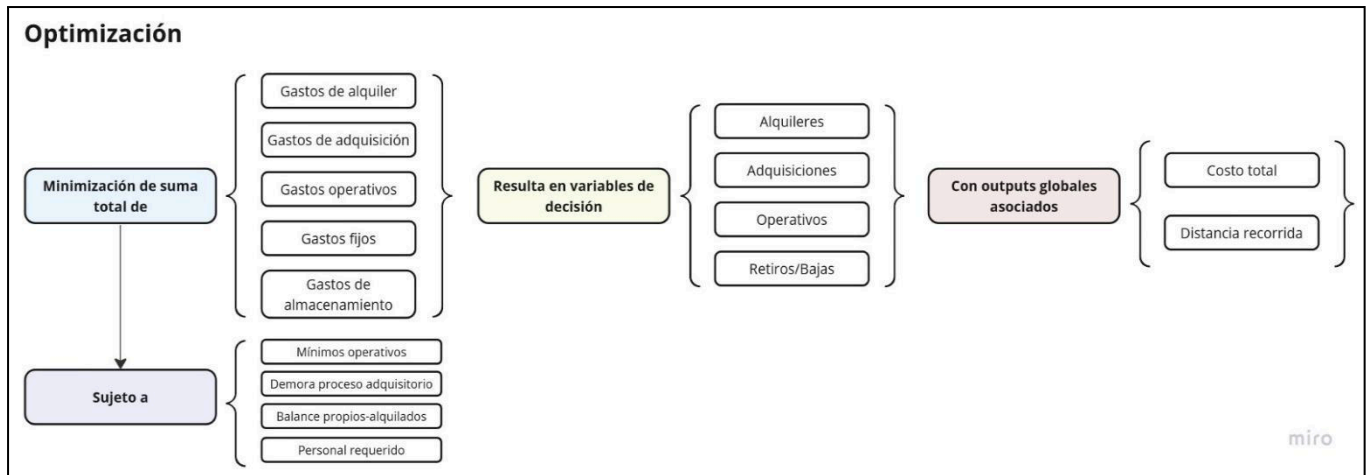 Optimización
Gastos de alquiler
Gastos de adquisición
Gastos operativos
Gastos fijos
Gastos de
almacenamiento
Minimización de suma
total de
Resulta en variables de
decisión
Alquileres
Adquisiciones
Operativos
Retiros/Bajas
Con outputs globales
asociados
Costo total
Distancia recorrida
Sujeto a
Mínimos operativos
Demora proceso adquisitorio
Balance propios-alquilados
Personal requerido
miro